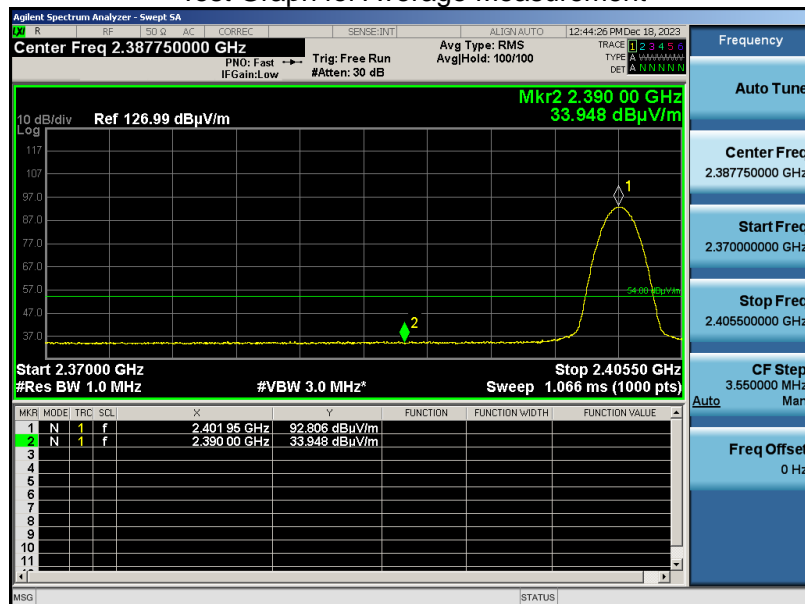 Agilent Spectrum Analyzer - Swept SA
LXI R RF 50 Ω AC CORREC SENSE:INT ALIGN AUTO 12:44:26 PM Dec 18, 2023
Center Freq 2.387750000 GHz
PNO: Fast
IFGain:Low
Trig: Free Run
#Atten: 30 dB
Avg Type: RMS
Avg|Hold: 100/100
TRACE 1 2 3 4 5 6
TYPE A WWWWW
DET A N N N N N
Mkr2 2.390 00 GHz
33.948 dBµV/m
10 dB/div Ref 126.99 dBµV/m
Log
117
107
97.0
87.0
77.0
67.0
57.0
47.0
37.0
1
2
54.00 dBµV/m
Start 2.37000 GHz Stop 2.40550 GHz
#Res BW 1.0 MHz #VBW 3.0 MHz* Sweep 1.066 ms (1000 pts)
MKR MODE TRC SCL X Y FUNCTION FUNCTION WIDTH FUNCTION VALUE
1 N 1 f 2.401 95 GHz 92.806 dBµV/m
2 N 1 f 2.390 00 GHz 33.948 dBµV/m
3
4
5
6
7
8
9
10
11
MSG STATUS
Frequency
Auto Tune
Center Freq
2.387750000 GHz
Start Freq
2.370000000 GHz
Stop Freq
2.405500000 GHz
CF Step
3.550000 MHz
Auto Man
Freq Offset
0 Hz